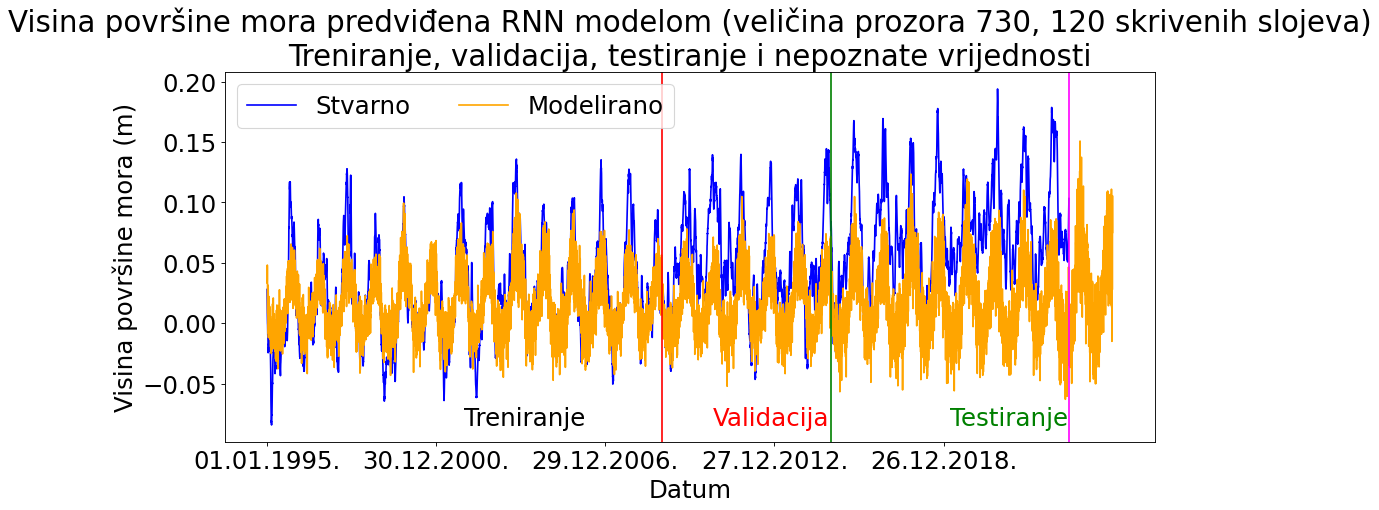 Visina površine mora predviđena RNN modelom (veličina prozora 730, 120 skrivenih slojeva)
Treniranje, validacija, testiranje i nepoznate vrijednosti
Stvarno
Modelirano
Visina površine mora (m)
0.20
0.15
0.10
0.05
0.00
−0.05
Treniranje
Validacija
Testiranje
01.01.1995.
30.12.2000.
29.12.2006.
27.12.2012.
26.12.2018.
Datum